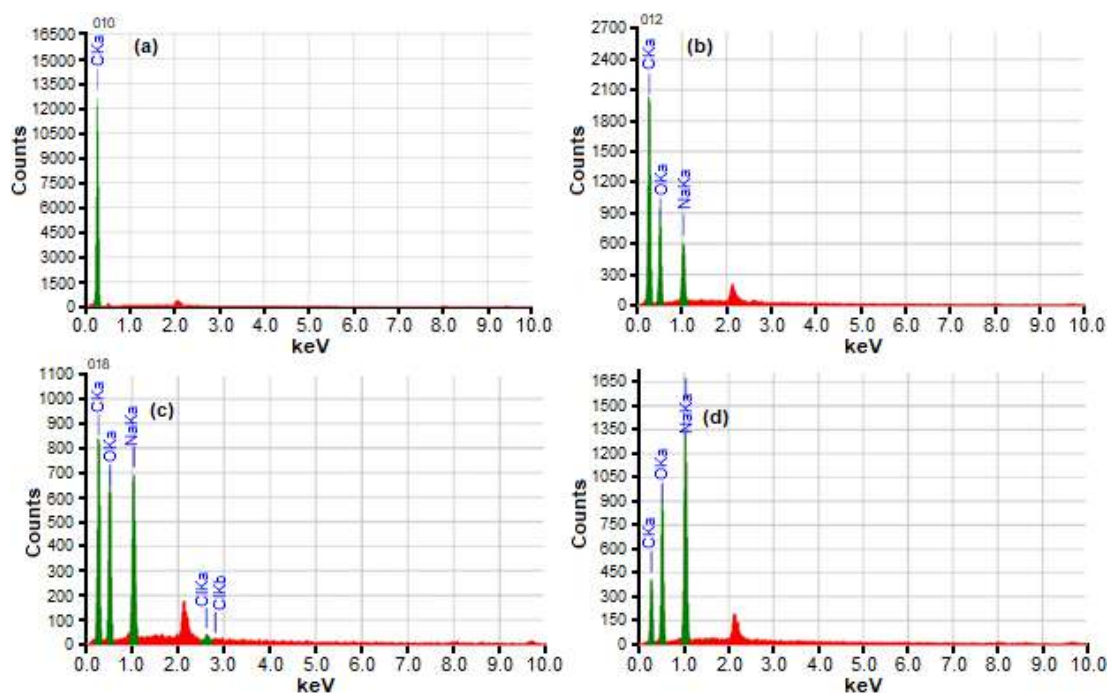 010
(a)
CKa
16500
15000
13500
12000
10500
9000
7500
6000
4500
3000
1500
0
Counts
0.0 1.0 2.0 3.0 4.0 5.0 6.0 7.0 8.0 9.0 10.0
keV
012
(b)
CKa
OKa
NaKa
2700
2400
2100
1800
1500
1200
900
600
300
0
Counts
0.0 1.0 2.0 3.0 4.0 5.0 6.0 7.0 8.0 9.0 10.0
keV
018
(c)
CKa
OKa
NaKa
ClKa
ClKb
1100
1000
900
800
700
600
500
400
300
200
100
0
Counts
0.0 1.0 2.0 3.0 4.0 5.0 6.0 7.0 8.0 9.0 10.0
keV
(d)
CKa
OKa
NaKa
1650
1500
1350
1200
1050
900
750
600
450
300
150
0
Counts
0.0 1.0 2.0 3.0 4.0 5.0 6.0 7.0 8.0 9.0 10.0
keV